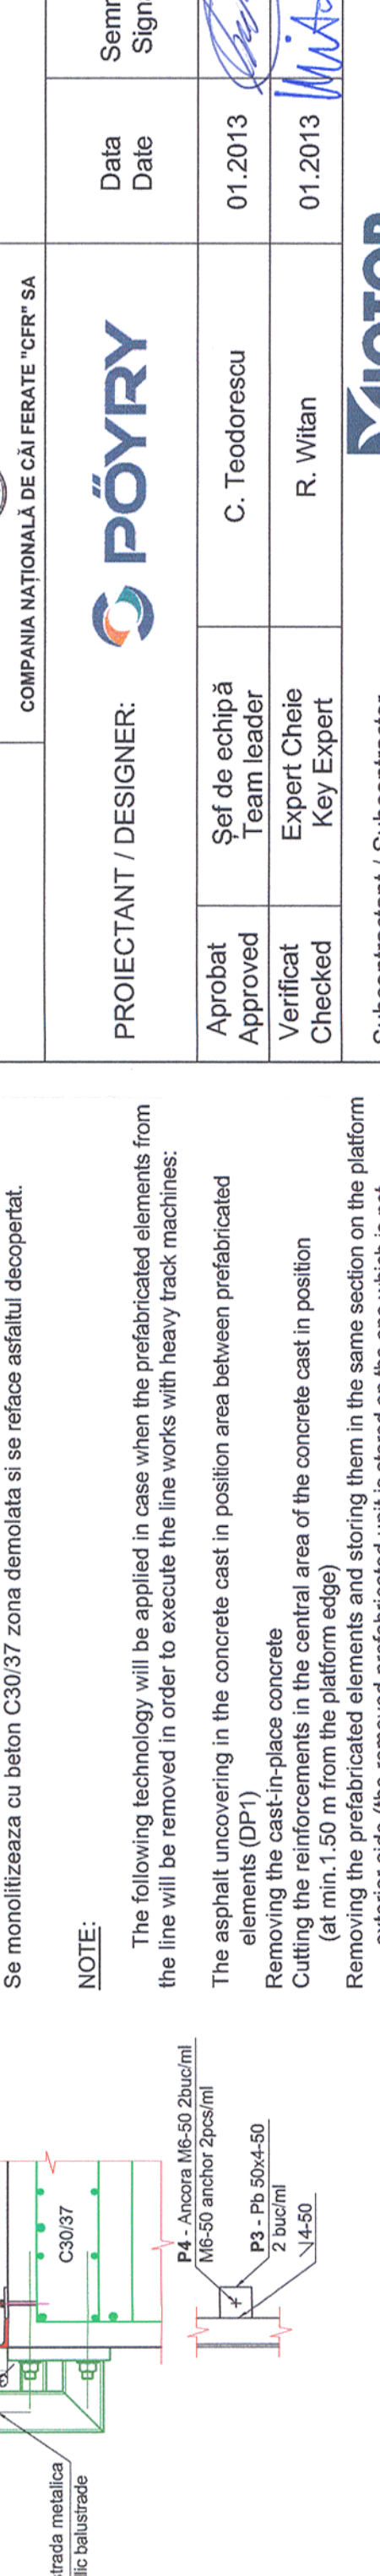 Se monolitizeaza cu beton C30/37 zona demolata si se reface asfaltul decopertat.
NOTE:
The following technology will be applied in case when the prefabricated elements from
the line will be removed in order to execute the line works with heavy track machines:
The asphalt uncovering in the concrete cast in position area between prefabricated
elements (DP1)
Removing the cast-in-place concrete
Cutting the reinforcements in the central area of the concrete cast in position
(at min.1.50 m from the platform edge)
Removing the prefabricated elements and storing them in the same section on the platform
C30/37
P4 - Ancora M6-50 2buc/ml
M6-50 anchor 2pcs/ml
P3 - Pb 50x4-50
2 buc/ml
4-50
metalica
balustrade
COMPANIA NAȚIONALĂ DE CĂI FERATE "CFR" SA
PROIECTANT / DESIGNER:
PÖYRY
Data
Date
Aprobat
Approved
Șef de echipă
Team leader
C. Teodorescu
01.2013
Verificat
Checked
Expert Cheie
Key Expert
R. Witan
01.2013
Subcontractant / Subcontractor